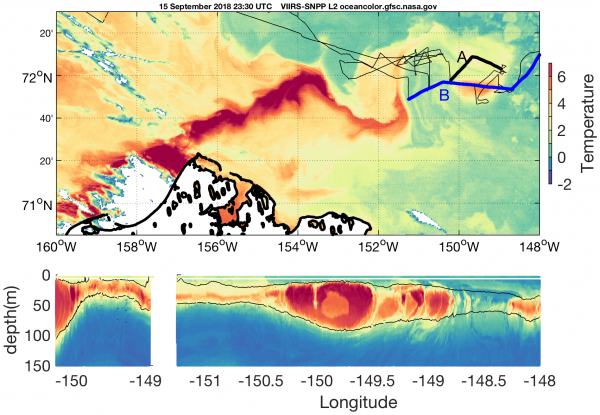 15 September 2018 23:30 UTC VIIRS-SNPP L2 oceancolor.gsfc.nasa.gov
20'
72°N
40'
20'
71°N
A
B
160°W 158°W 156°W 154°W 152°W 150°W 148°W
6
4
2
0
-2
Temperature
0
50
100
150
depth(m)
-150 -149
-151 -150.5 -150 -149.5 -149 -148.5 -148
Longitude